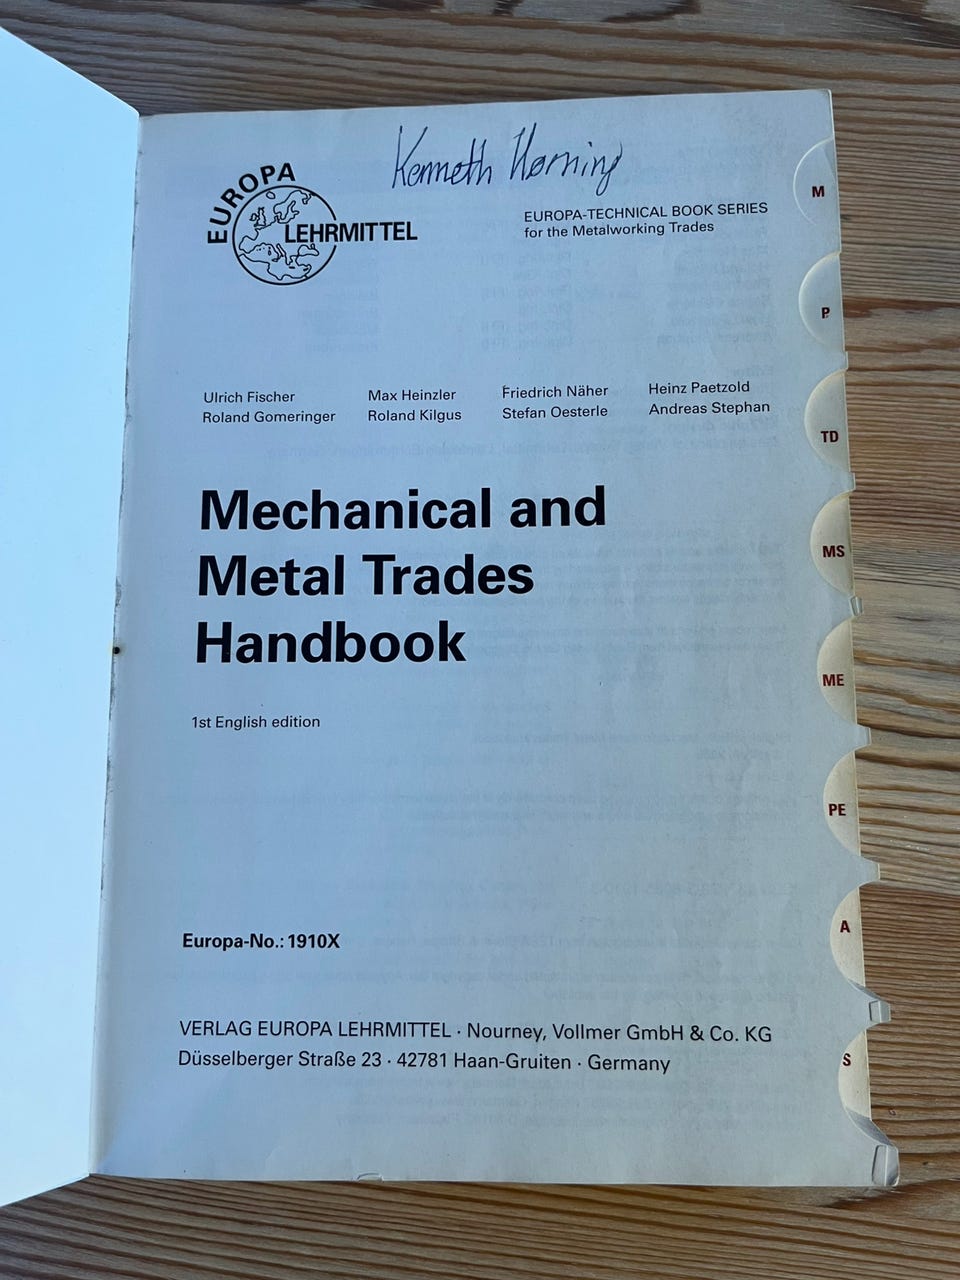 Kenneth Hørning
EUROPA
LEHRMITTEL
EUROPA-TECHNICAL BOOK SERIES
for the Metalworking Trades
Ulrich Fischer Max Heinzler Friedrich Näher Heinz Paetzold
Roland Gomeringer Roland Kilgus Stefan Oesterle Andreas Stephan
Mechanical and
Metal Trades
Handbook
1st English edition
Europa-No.: 1910X
VERLAG EUROPA LEHRMITTEL · Nourney, Vollmer GmbH & Co. KG
Düsselberger Straße 23 · 42781 Haan-Gruiten · Germany
M
P
TD
MS
ME
PE
A
S